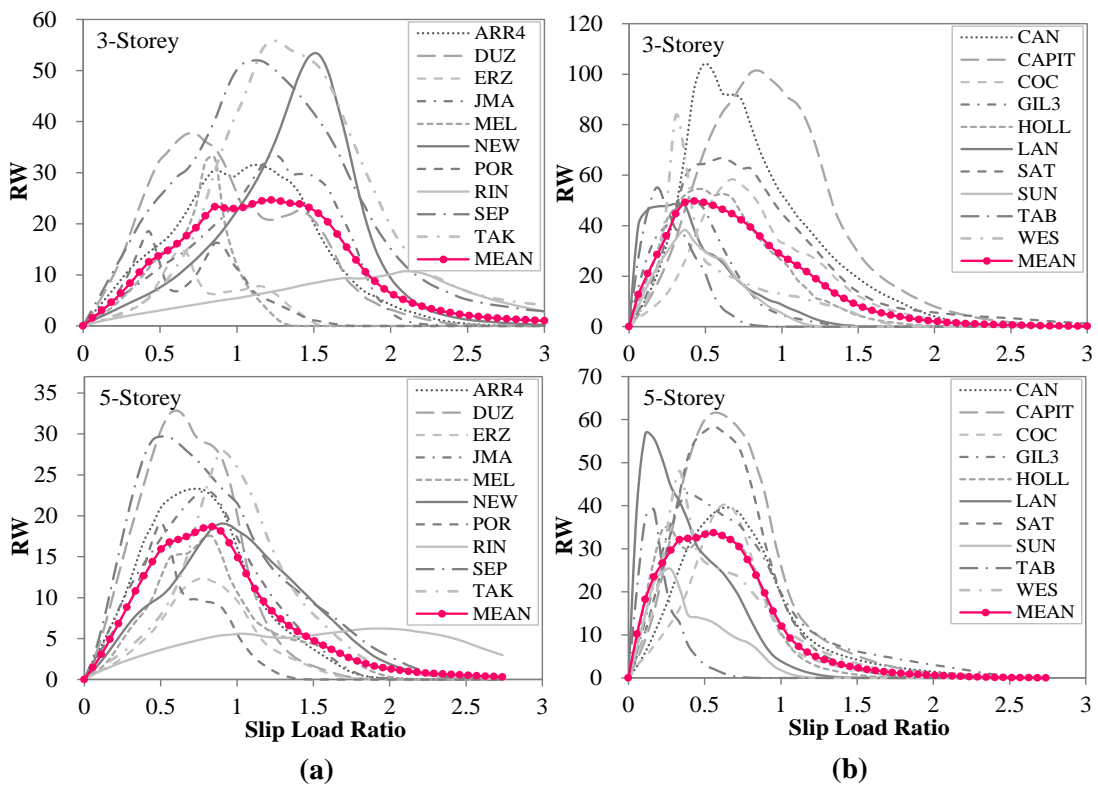 3-Storey
RW
60
50
40
30
20
10
0
0 0.5 1 1.5 2 2.5 3
ARR4
DUZ
ERZ
JMA
MEL
NEW
POR
RIN
SEP
TAK
MEAN
3-Storey
RW
120
100
80
60
40
20
0
0 0.5 1 1.5 2 2.5 3
CAN
CAPIT
COC
GIL3
HOLL
LAN
SAT
SUN
TAB
WES
MEAN
5-Storey
RW
35
30
25
20
15
10
5
0
0 0.5 1 1.5 2 2.5 3
Slip Load Ratio
ARR4
DUZ
ERZ
JMA
MEL
NEW
POR
RIN
SEP
TAK
MEAN
(a)
5-Storey
RW
70
60
50
40
30
20
10
0
0 0.5 1 1.5 2 2.5 3
Slip Load Ratio
CAN
CAPIT
COC
GIL3
HOLL
LAN
SAT
SUN
TAB
WES
MEAN
(b)